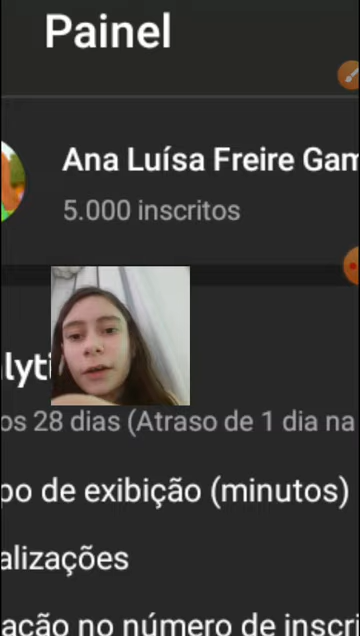 Painel
Ana Luísa Freire Gam
5.000 inscritos
lyti
os 28 dias (Atraso de 1 dia na
po de exibição (minutos)
alizações
ação no número de inscri